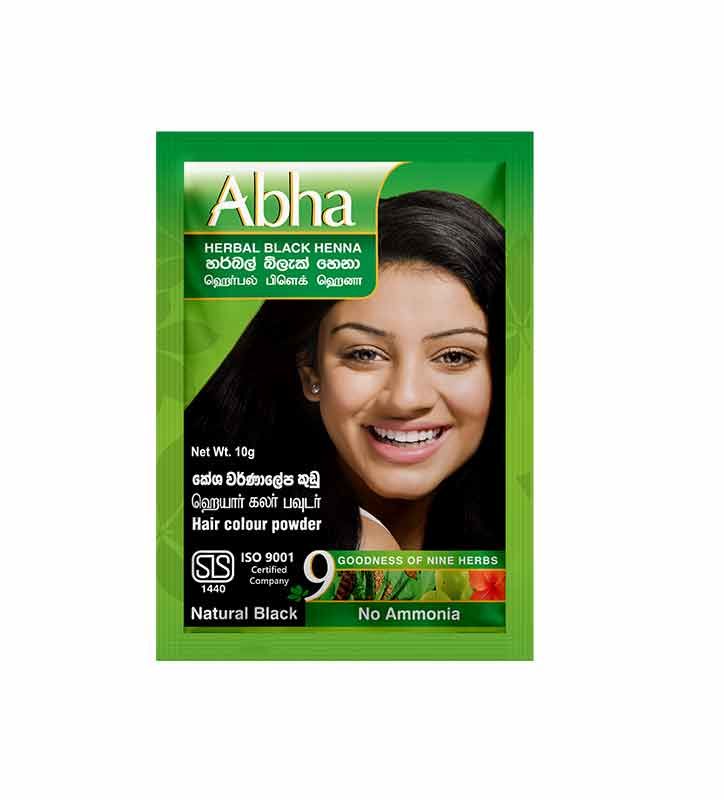 Abha
HERBAL BLACK HENNA
හර්බල් බ්ලැක් හෙනා
ஹெர்பல் பிளெக் ஹெனா
Net Wt. 10g
කේශ වර්ණාලේප කුඩු
ஹெயார் கலர் பவுடர்
Hair colour powder
SLS
1440
ISO 9001
Certified
Company
9
GOODNESS OF NINE HERBS
Natural Black
No Ammonia